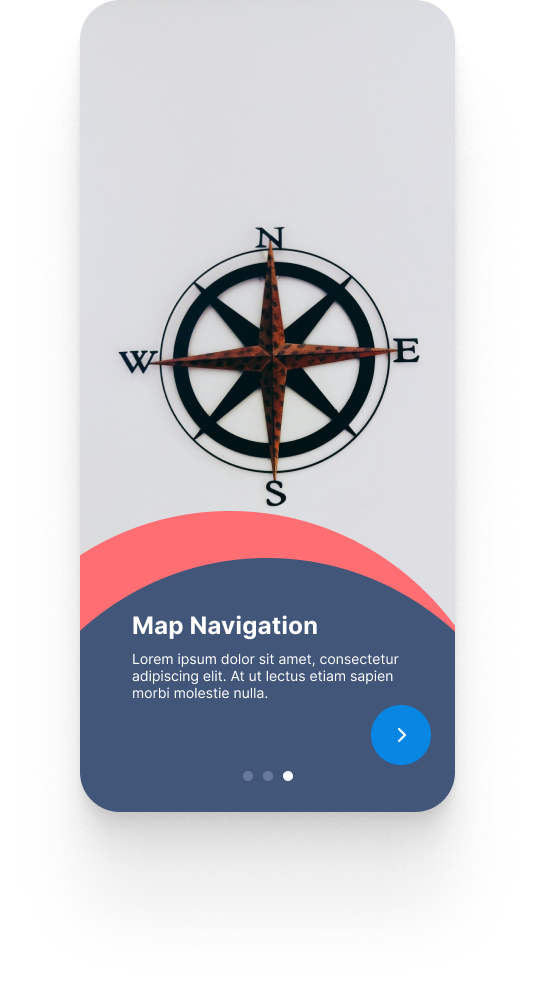 N
W
E
S
Map Navigation
Lorem ipsum dolor sit amet, consectetur
adipiscing elit. At ut lectus etiam sapien
morbi molestie nulla.